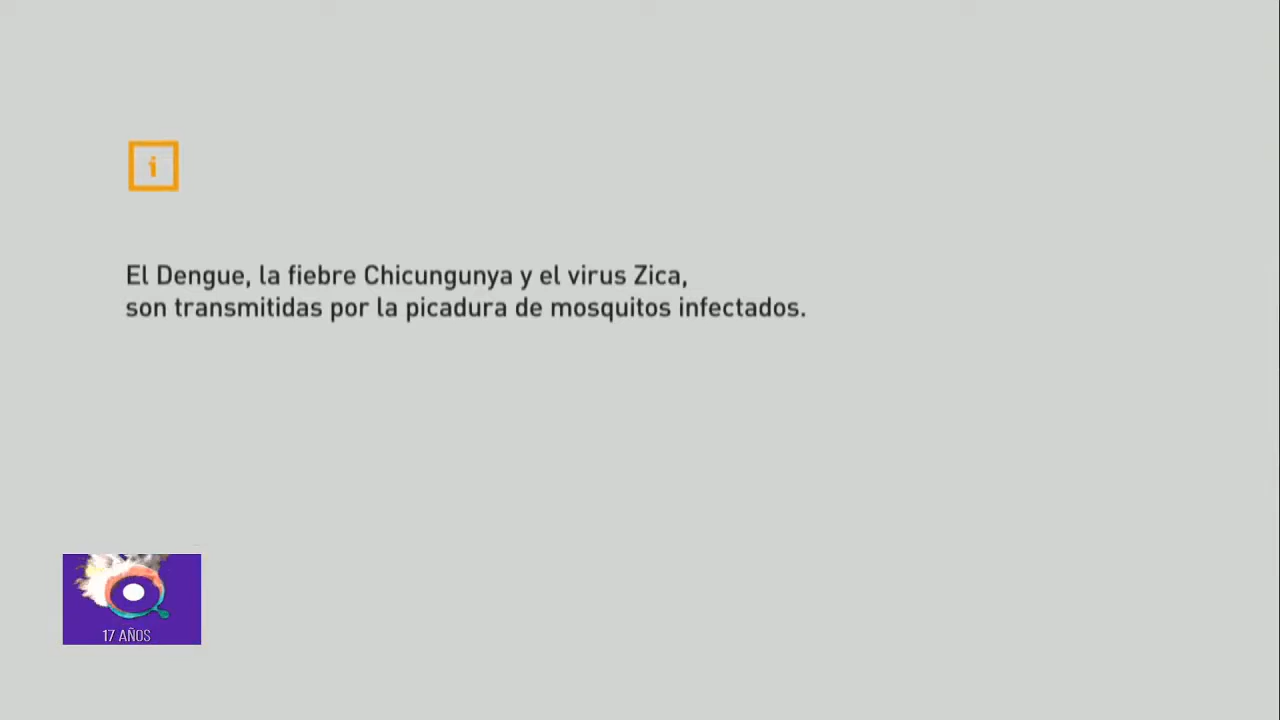 i
El Dengue, la fiebre Chicungunya y el virus Zica,
son transmitidas por la picadura de mosquitos infectados.
17 AÑOS